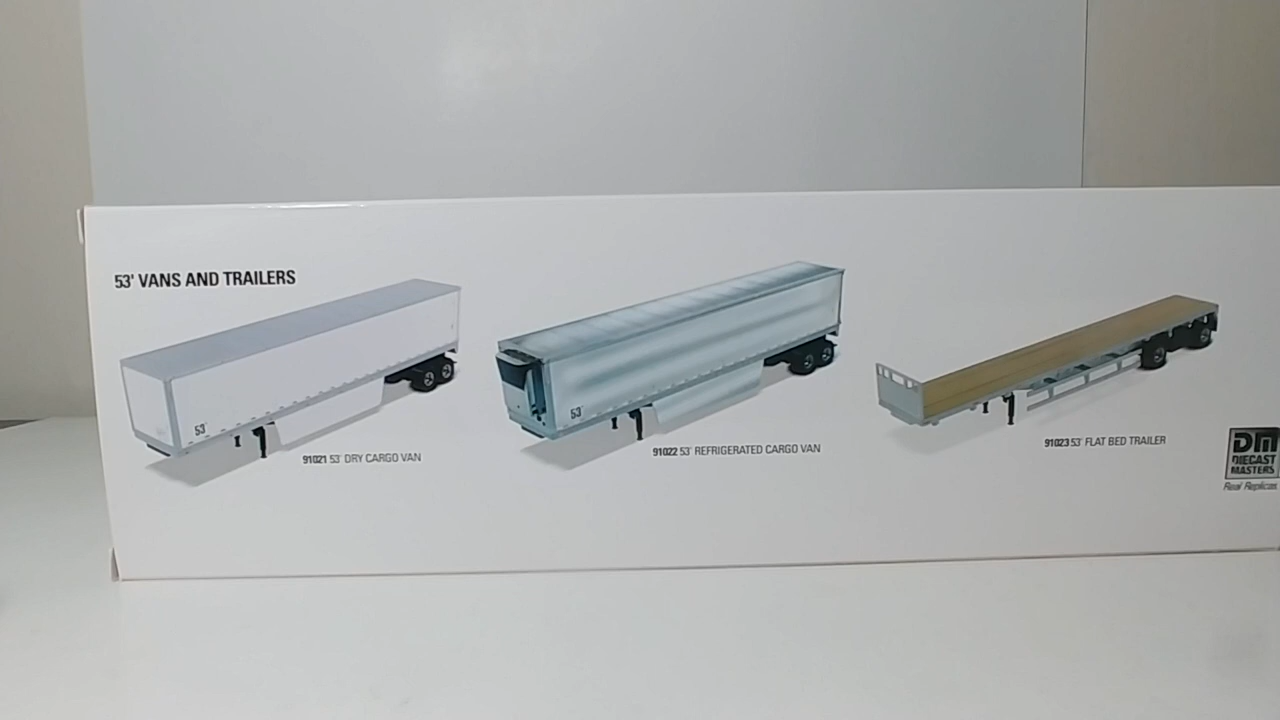 53' VANS AND TRAILERS
53'
91021 53' DRY CARGO VAN
53'
91022 53' REFRIGERATED CARGO VAN
91023 53' FLAT BED TRAILER
DM
DIECAST
MASTERS
Real Replicas